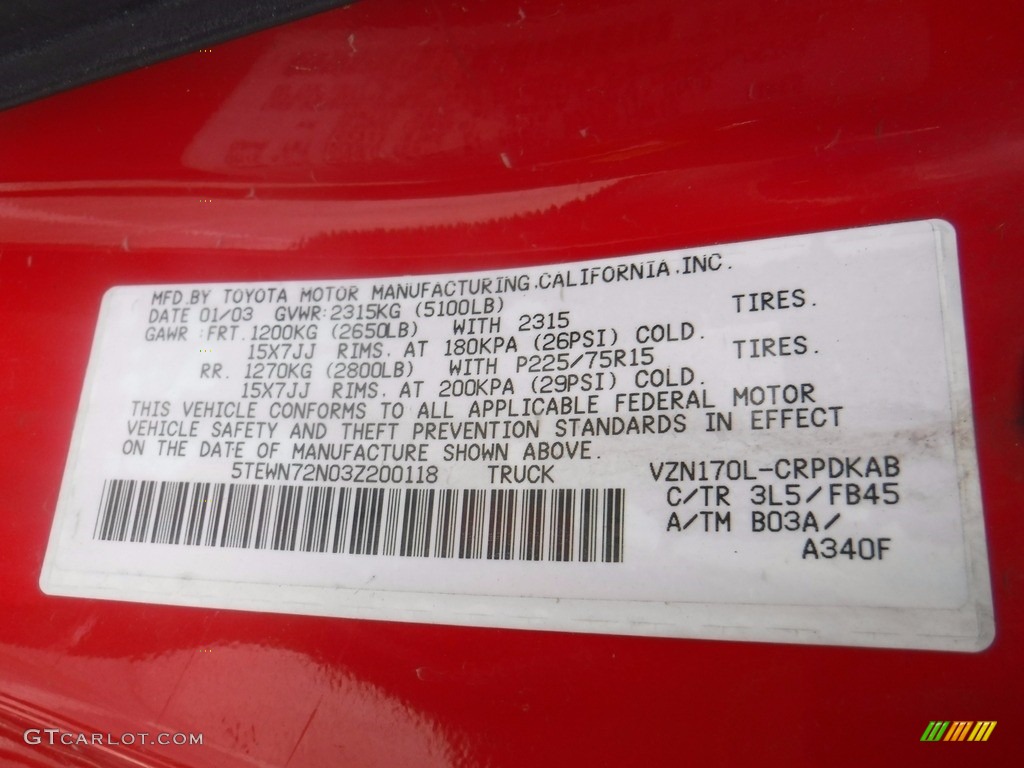 MFD.BY TOYOTA MOTOR MANUFACTURING.CALIFORNIA.INC.
DATE 01/03 GVWR:2315KG (5100LB)
GAWR :FRT.1200KG (2650LB) WITH 2315 TIRES.
15X7JJ RIMS. AT 180KPA (26PSI) COLD.
RR. 1270KG (2800LB) WITH P225/75R15 TIRES.
15X7JJ RIMS. AT 200KPA (29PSI) COLD.
THIS VEHICLE CONFORMS TO ALL APPLICABLE FEDERAL MOTOR
VEHICLE SAFETY AND THEFT PREVENTION STANDARDS IN EFFECT
ON THE DATE OF MANUFACTURE SHOWN ABOVE.
5TEWN72N03Z200118 TRUCK VZN170L-CRPDKAB
C/TR 3L5/FB45
A/TM B03A/
A340F
GTCARLOT.COM